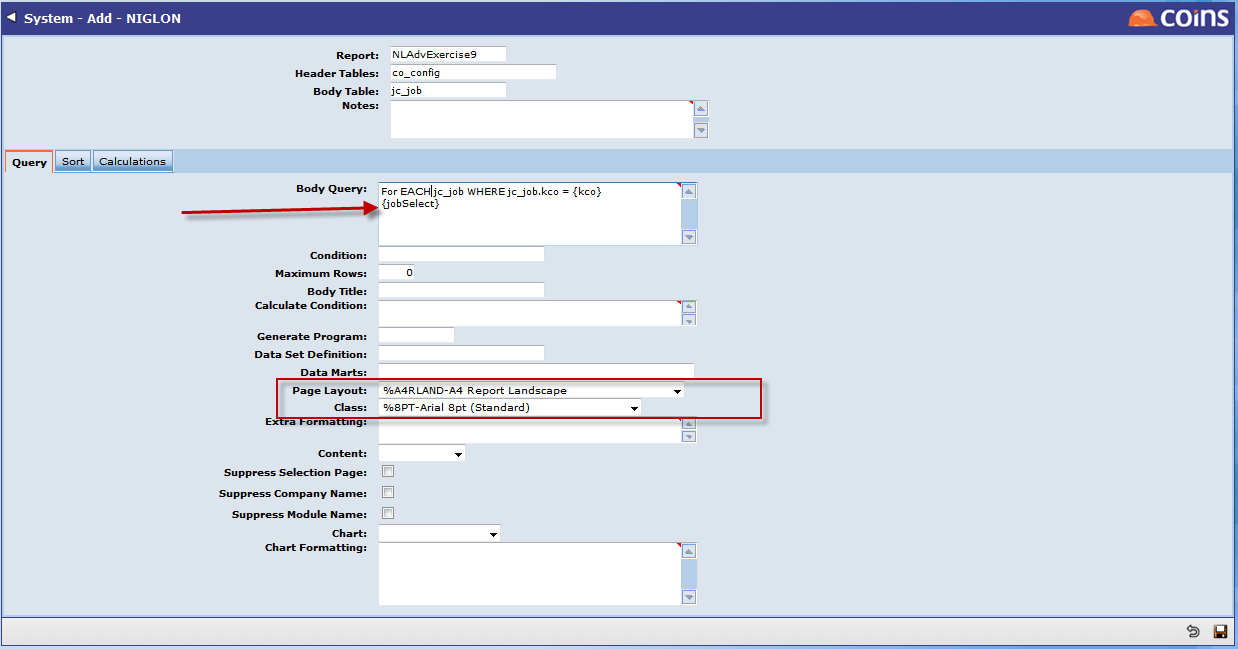 System - Add - NIGLON
coins
Report: NLAdvExercise9
Header Tables: co_config
Body Table: jc_job
Notes:
Query Sort Calculations
Body Query: For EACH jc_job WHERE jc_job.kco = {kco}
{jobSelect}
Condition:
Maximum Rows: 0
Body Title:
Calculate Condition:
Generate Program:
Data Set Definition:
Data Marts:
Page Layout: %A4RLAND-A4 Report Landscape
Class: %8PT-Arial 8pt (Standard)
Extra Formatting:
Content:
Suppress Selection Page:
Suppress Company Name:
Suppress Module Name:
Chart:
Chart Formatting: